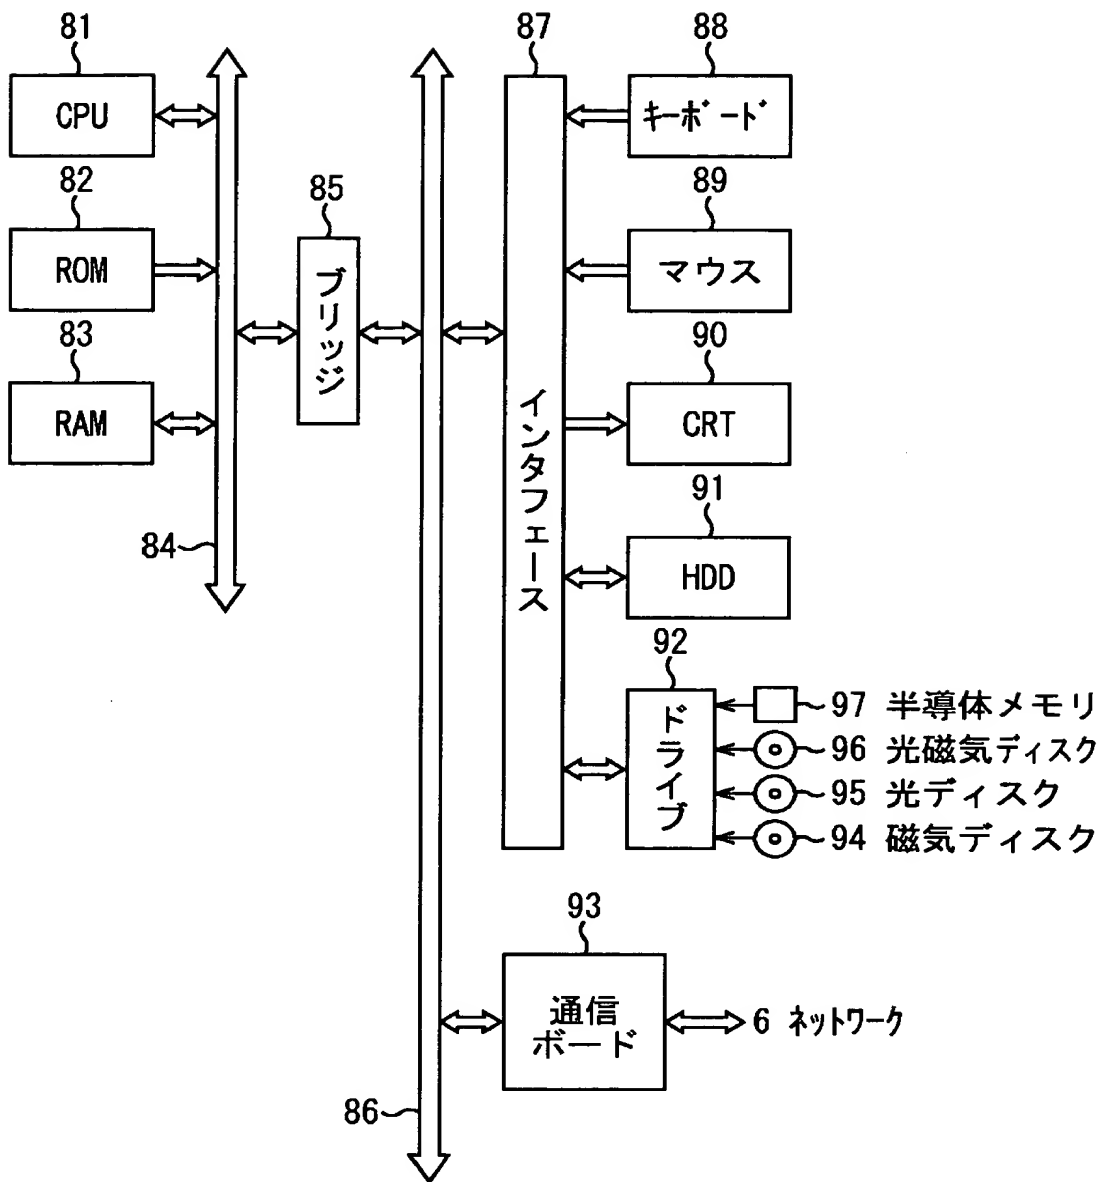 81
CPU
82
ROM
83
RAM
84
85
ブリッジ
86
87
インタフェース
88
キーボード
89
マウス
90
CRT
91
HDD
92
ドライブ
97 半導体メモリ
96 光磁気ディスク
95 光ディスク
94 磁気ディスク
93
通信
ボード
6 ネットワーク